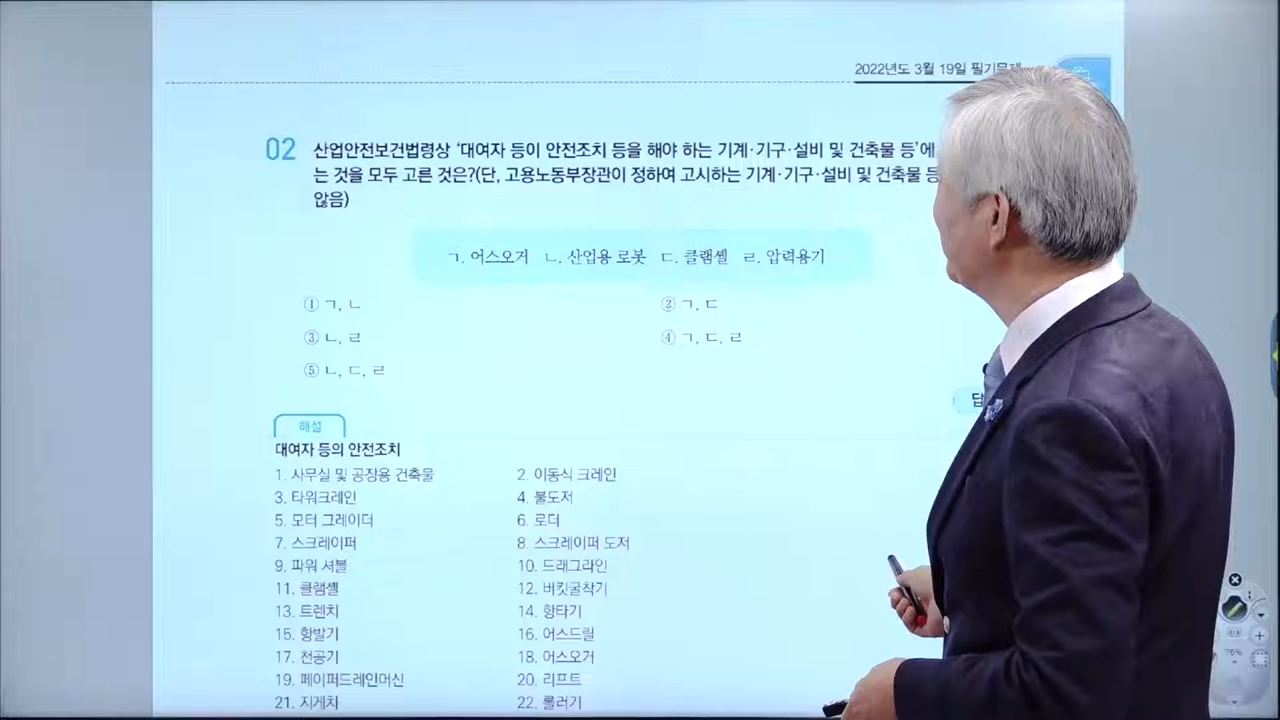 2022년도 3월 19일 필기문제
02 산업안전보건법령상 '대여자 등이 안전조치 등을 해야 하는 기계·기구·설비 및 건축물 등'에
는 것을 모두 고른 것은?(단, 고용노동부장관이 정하여 고시하는 기계·기구·설비 및 건축물 등
않음)
ㄱ. 어스오거 ㄴ. 산업용 로봇 ㄷ. 클램셸 ㄹ. 압력용기
① ㄱ, ㄴ ② ㄱ, ㄷ
③ ㄴ, ㄹ ④ ㄱ, ㄷ, ㄹ
⑤ ㄴ, ㄷ, ㄹ
답
해설
대여자 등의 안전조치
1. 사무실 및 공장용 건축물 2. 이동식 크레인
3. 타워크레인 4. 불도저
5. 모터 그레이더 6. 로더
7. 스크레이퍼 8. 스크레이퍼 도저
9. 파워 셔블 10. 드래그라인
11. 클램셸 12. 버킷굴착기
13. 트렌치 14. 항타기
15. 항발기 16. 어스드릴
17. 천공기 18. 어스오거
19. 페이퍼드레인머신 20. 리프트
21. 지게차 22. 롤러기
76%